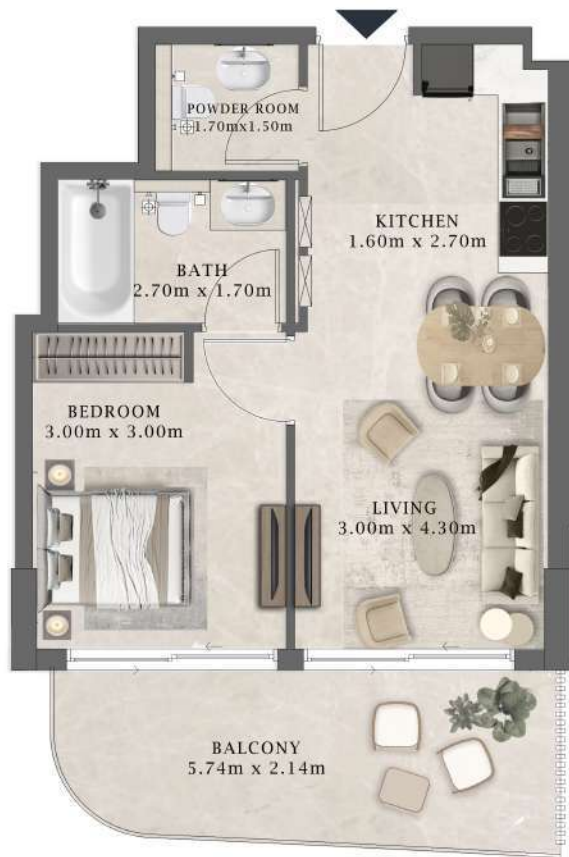 POWDER ROOM
1.70mx1.50m
KITCHEN
1.60m x 2.70m
BATH
2.70m x 1.70m
BEDROOM
3.00m x 3.00m
LIVING
3.00m x 4.30m
BALCONY
5.74m x 2.14m